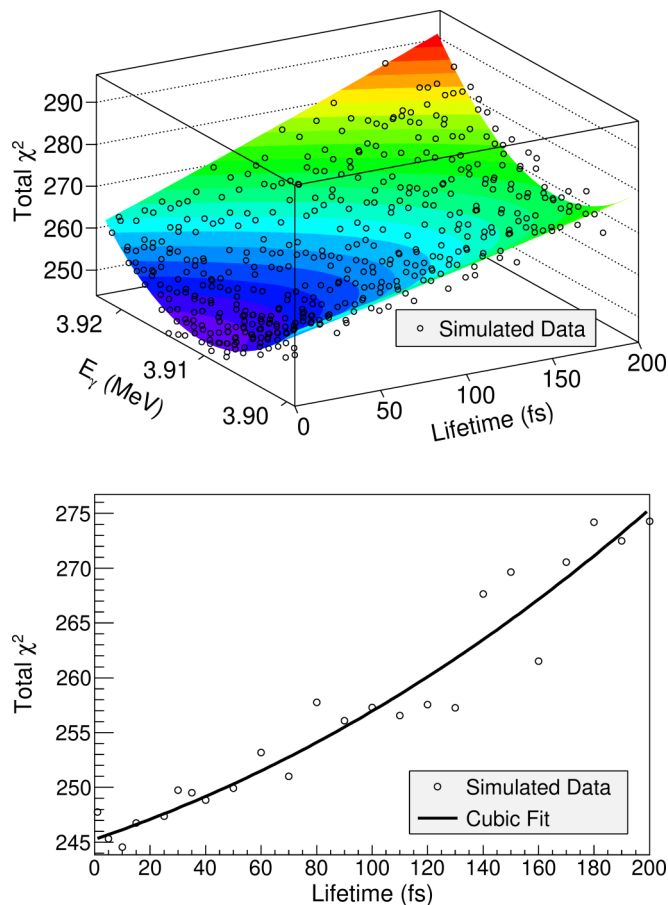 Total χ²
290
280
270
260
250
3.92
3.91
3.90
E_γ (MeV)
0
50
100
150
200
Lifetime (fs)
Simulated Data
Total χ²
275
270
265
260
255
250
245
0 20 40 60 80 100 120 140 160 180 200
Lifetime (fs)
Simulated Data
Cubic Fit